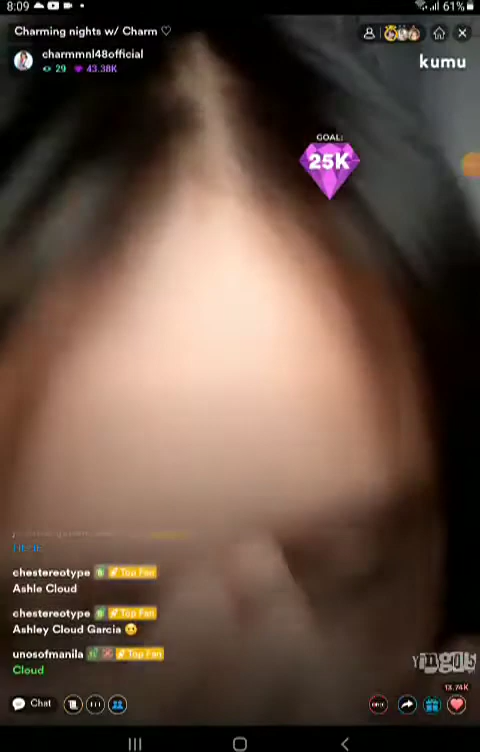 8:09
61%
Charming nights w/ Charm ♡
charmmnl48official
29 43.38K
kumu
GOAL:
25K
chestereotype Top Fan
Ashle Cloud
chestereotype Top Fan
Ashley Cloud Garcia 🥺
unosofmanila Top Fan
Cloud
13.74K
Chat